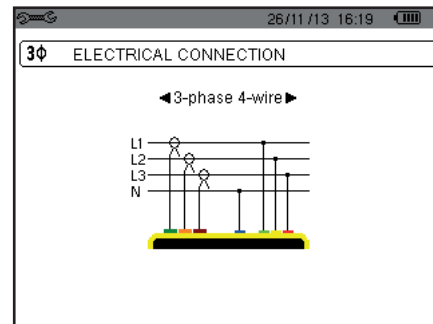 26/11/13 16:19
3Φ ELECTRICAL CONNECTION
◄3-phase 4-wire►
L1
L2
L3
N